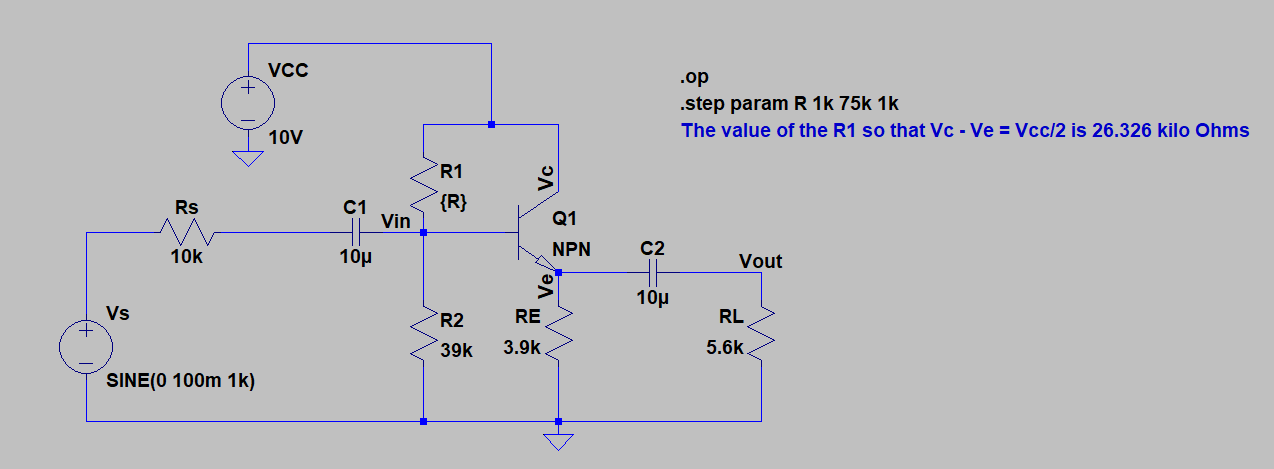 VCC
10V
.op
.step param R 1k 75k 1k
The value of the R1 so that Vc - Ve = Vcc/2 is 26.326 kilo Ohms
R1
{R}
Vc
Rs
10k
C1
10µ
Vin
Q1
NPN
Ve
C2
10µ
Vout
Vs
SINE(0 100m 1k)
R2
39k
RE
3.9k
RL
5.6k